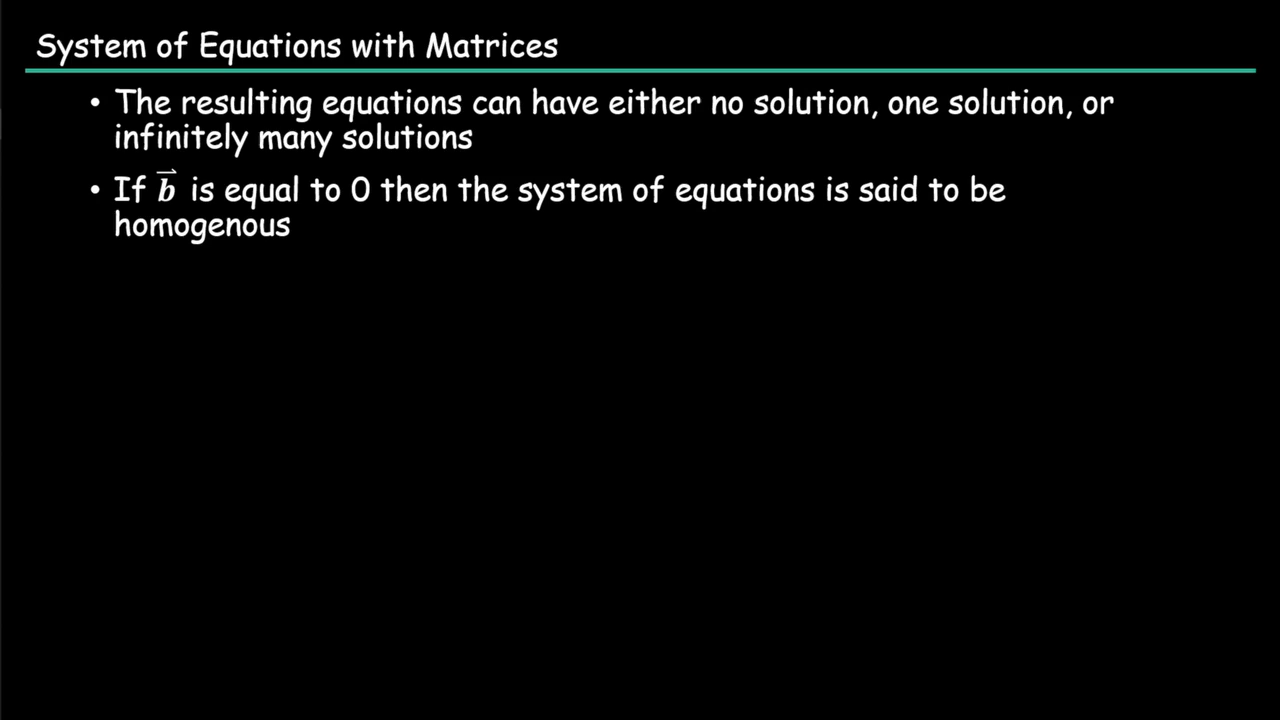 System of Equations with Matrices
• The resulting equations can have either no solution, one solution, or
infinitely many solutions
• If $\vec{b}$ is equal to 0 then the system of equations is said to be
homogenous